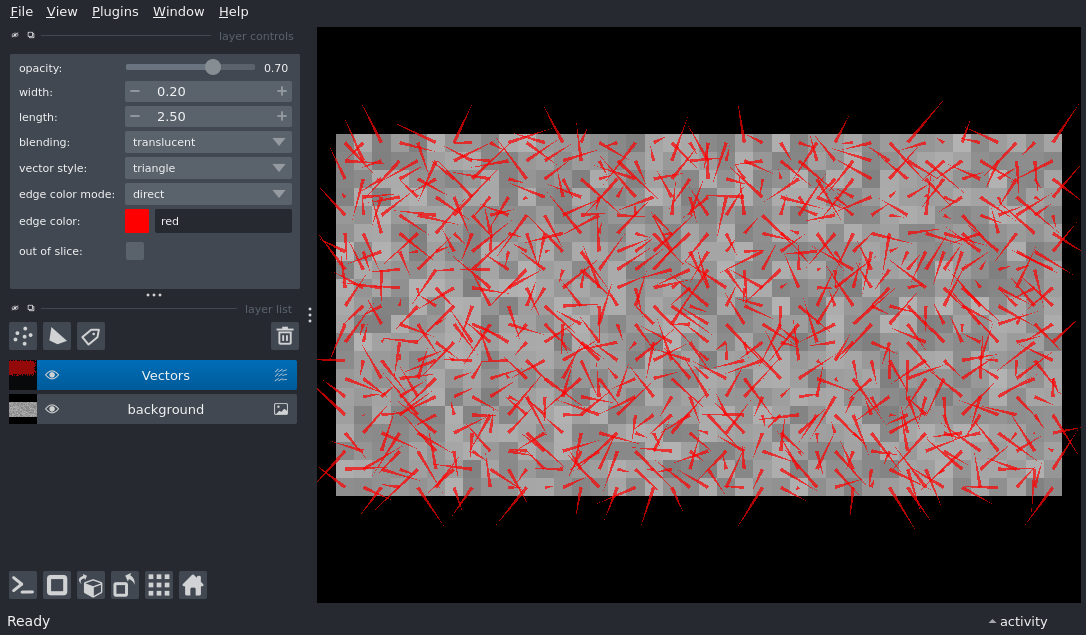 File View Plugins Window Help
layer controls
opacity: 0.70
width: − 0.20 +
length: − 2.50 +
blending: translucent
vector style: triangle
edge color mode: direct
edge color: red
out of slice:
layer list
Vectors
background
Ready
activity